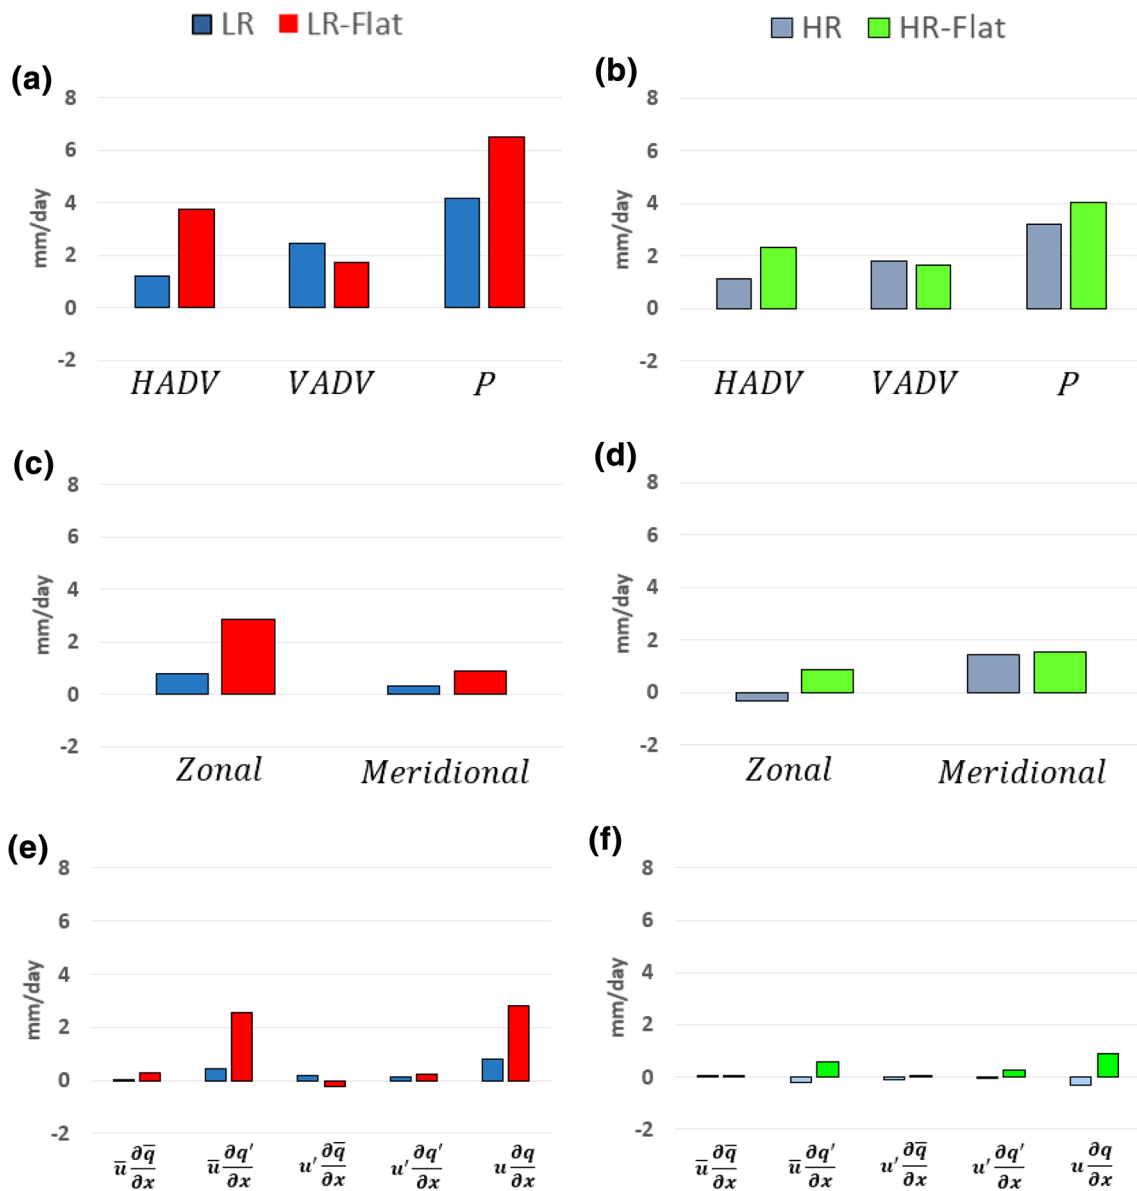 LR LR-Flat
HR HR-Flat
(a)
8
6
4
2
0
-2
mm/day
HADV VADV P
(b)
8
6
4
2
0
-2
mm/day
HADV VADV P
(c)
8
6
4
2
0
-2
mm/day
Zonal Meridional
(d)
8
6
4
2
0
-2
mm/day
Zonal Meridional
(e)
8
6
4
2
0
-2
mm/day
u̅ ∂q̅/∂x u̅ ∂q′/∂x u′ ∂q̅/∂x u′ ∂q′/∂x u ∂q/∂x
(f)
8
6
4
2
0
-2
mm/day
u̅ ∂q̅/∂x u̅ ∂q′/∂x u′ ∂q̅/∂x u′ ∂q′/∂x u ∂q/∂x